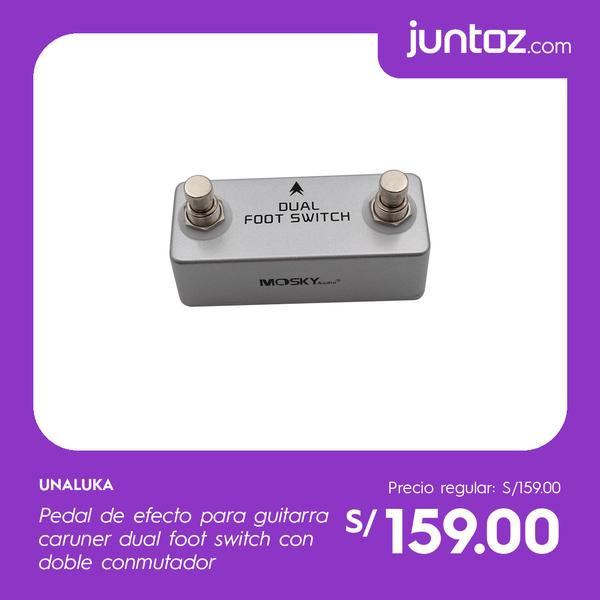 juntoz.com
DUAL
FOOT SWITCH
MOSKY Audio
UNALUKA
Precio regular: S/159.00
Pedal de efecto para guitarra
caruner dual foot switch con
doble conmutador
S/159.00